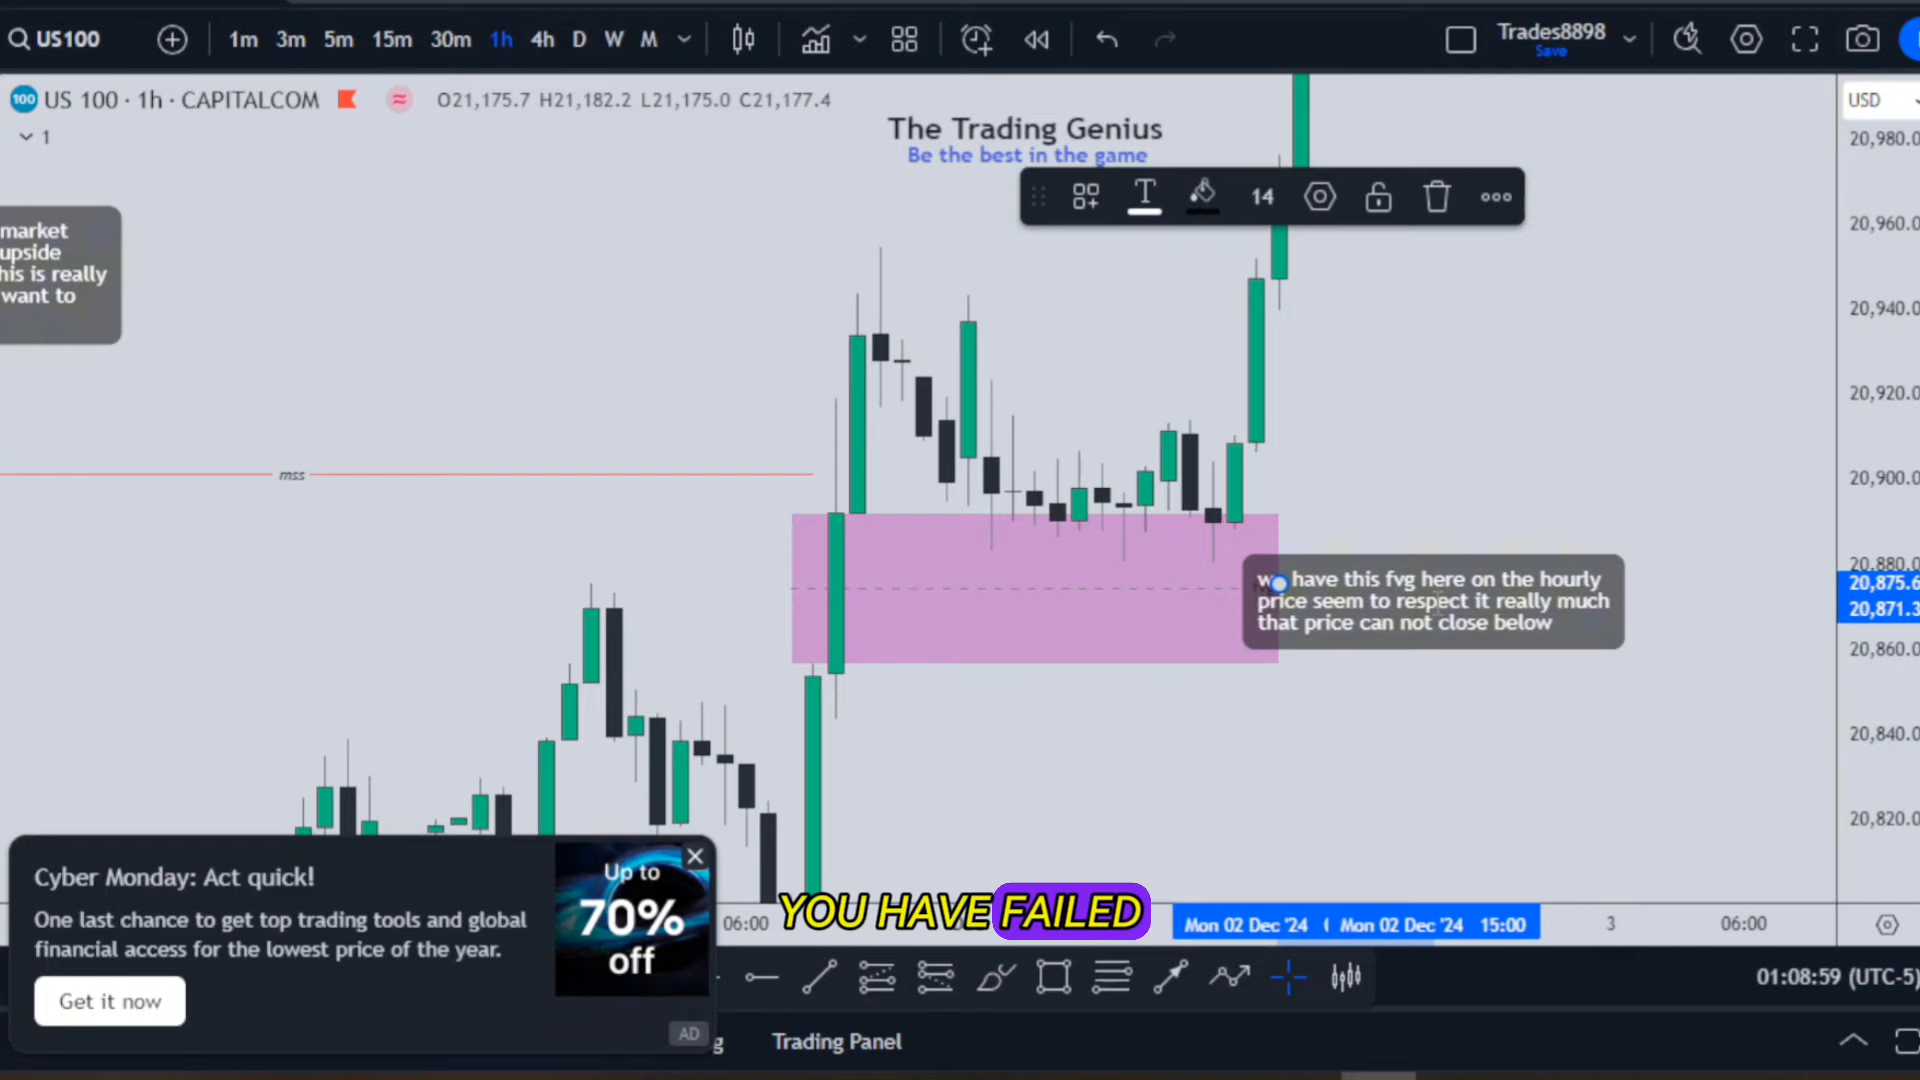 US100
1m 3m 5m 15m 30m 1h 4h D W M
Trades8898
Save
100 US 100 · 1h · CAPITALCOM O21,175.7 H21,182.2 L21,175.0 C21,177.4
1
The Trading Genius
Be the best in the game
USD
14
market
upside
his is really
want to
20,980.0
20,960.0
20,940.0
20,920.0
20,900.0
20,880.0
20,875.6
20,871.3
20,860.0
20,840.0
20,820.0
mss
have this fvg here on the hourly
price seem to respect it really much
that price can not close below
Cyber Monday: Act quick!
One last chance to get top trading tools and global
financial access for the lowest price of the year.
Get it now
Up to
70%
off
AD
YOU HAVE FAILED
06:00
Mon 02 Dec '24
Mon 02 Dec '24 15:00
3
06:00
01:08:59 (UTC-5)
Trading Panel